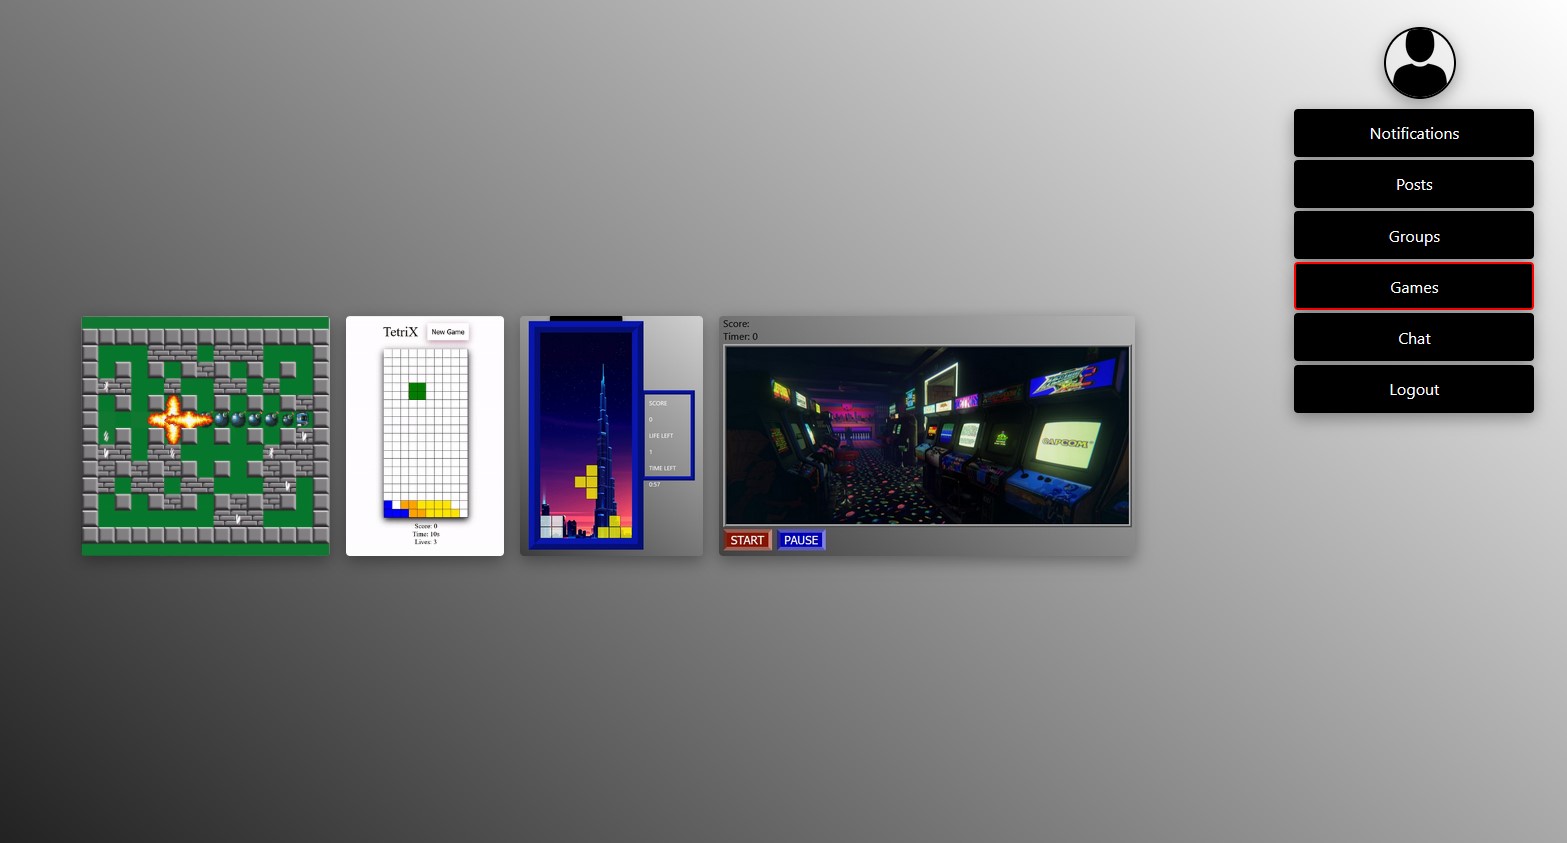 Notifications
Posts
Groups
Games
Chat
Logout
TetriX
New Game
Score: 0
Time: 10s
Lives: 3
SCORE
0
LIFE LEFT
1
TIME LEFT
0:57
Score:
Timer: 0
CAPCOM
START
PAUSE